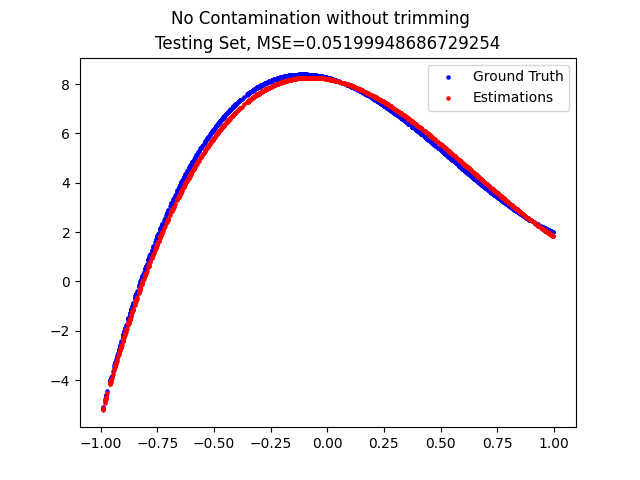 No Contamination without trimming
Testing Set, MSE=0.05199948686729254
Ground Truth
Estimations
8
6
4
2
0
−2
−4
−1.00 −0.75 −0.50 −0.25 0.00 0.25 0.50 0.75 1.00